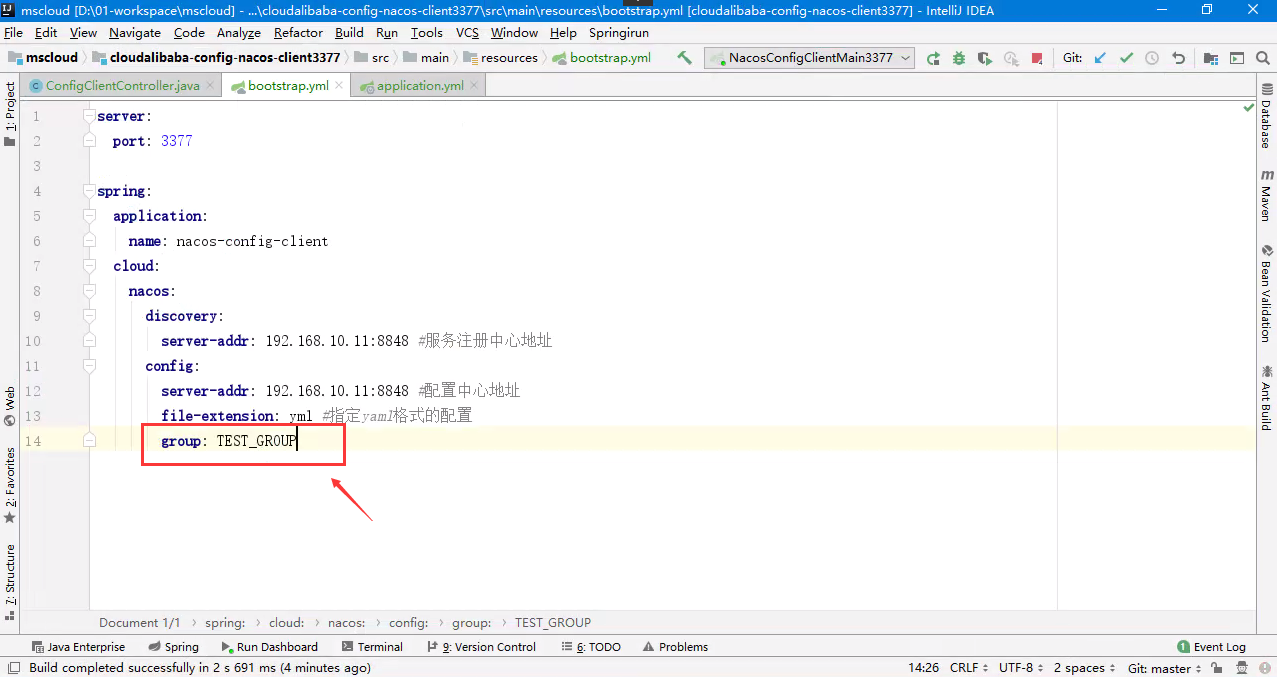 mscloud [D:\01-workspace\mscloud] - ...\cloudalibaba-config-nacos-client3377\src\main\resources\bootstrap.yml [cloudalibaba-config-nacos-client3377] - IntelliJ IDEA
File Edit View Navigate Code Analyze Refactor Build Run Tools VCS Window Help Springirun
mscloud cloudalibaba-config-nacos-client3377 src main resources bootstrap.yml NacosConfigClientMain3377 Git:
ConfigClientController.java bootstrap.yml application.yml
1: Project
Web
2: Favorites
7: Structure
1 server:
2 port: 3377
3
4 spring:
5 application:
6 name: nacos-config-client
7 cloud:
8 nacos:
9 discovery:
10 server-addr: 192.168.10.11:8848 #服务注册中心地址
11 config:
12 server-addr: 192.168.10.11:8848 #配置中心地址
13 file-extension: yml #指定yaml格式的配置
14 group: TEST_GROUP
Database
Maven
Bean Validation
Ant Build
Document 1/1 › spring: › cloud: › nacos: › config: › group: › TEST_GROUP
Java Enterprise Spring Run Dashboard Terminal 9: Version Control 6: TODO Problems 1 Event Log
Build completed successfully in 2 s 691 ms (4 minutes ago) 14:26 CRLF UTF-8 2 spaces Git: master